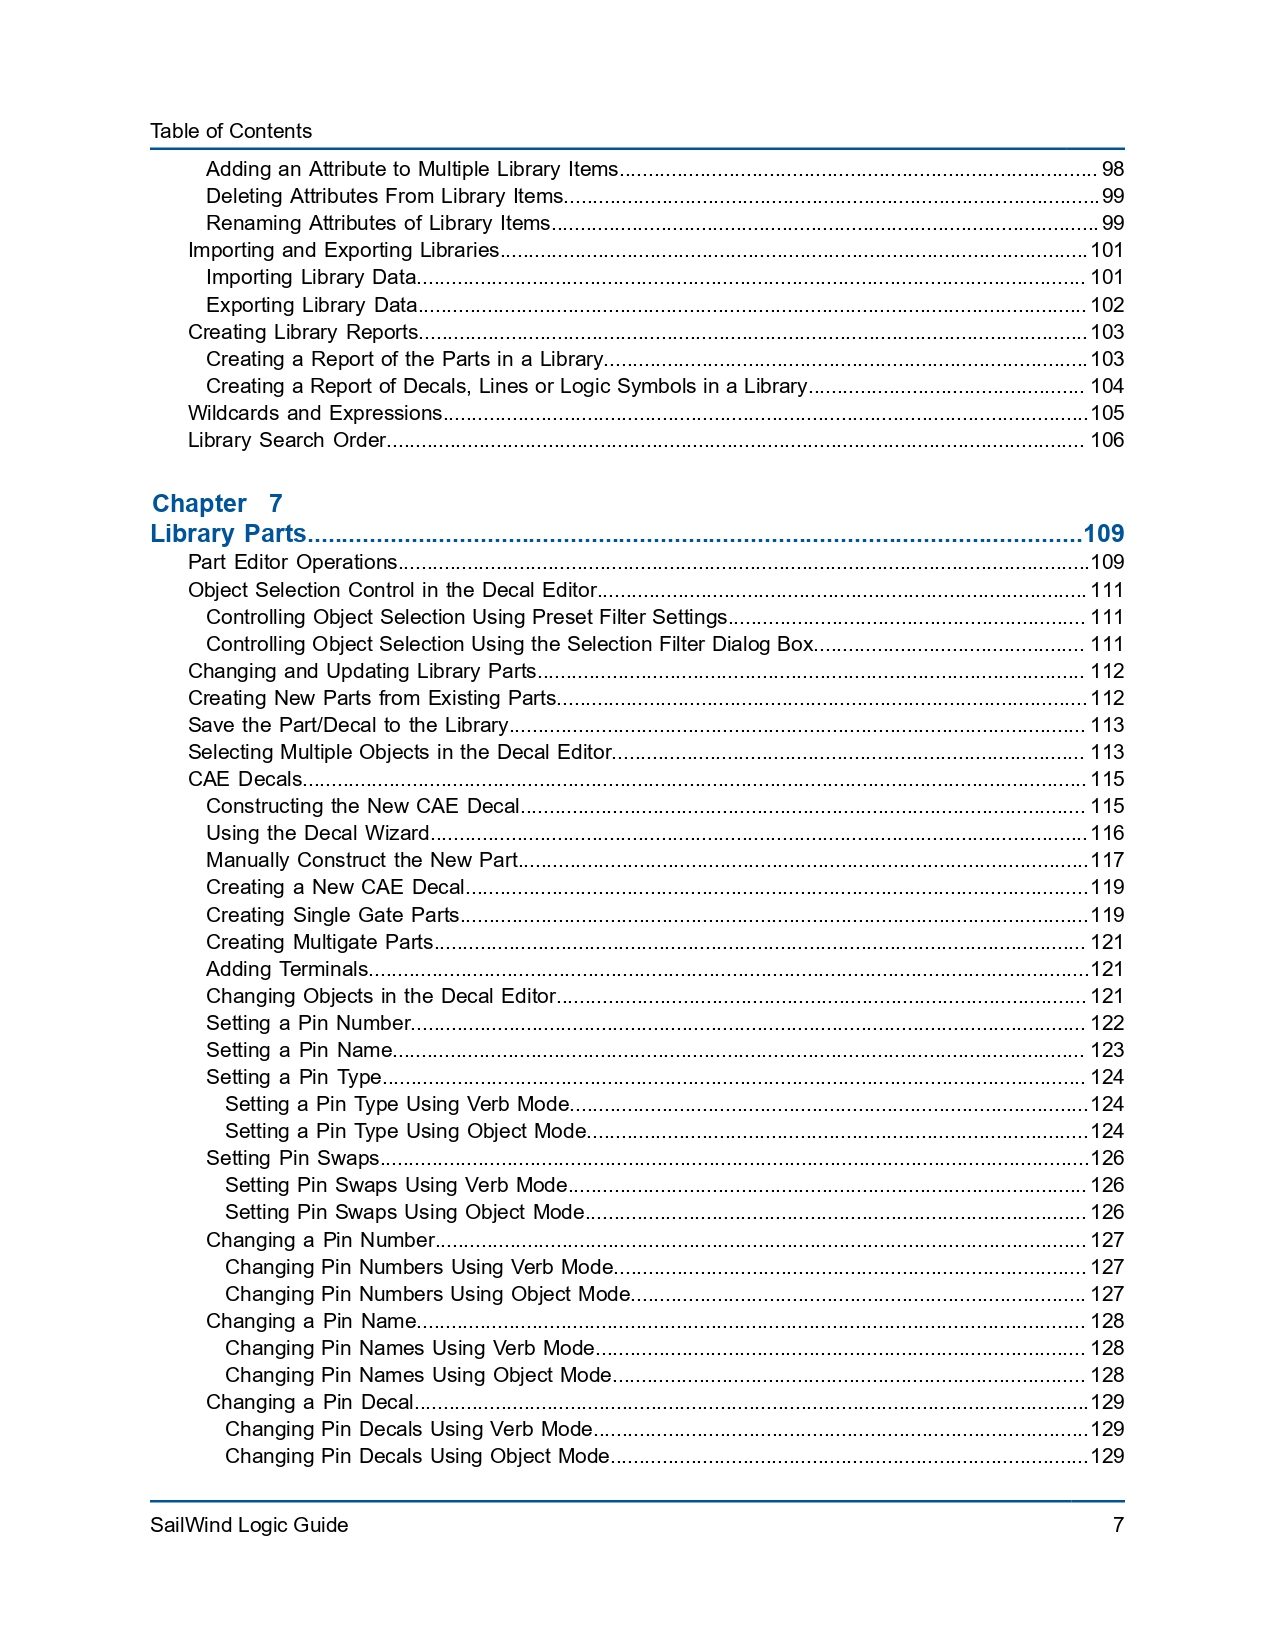 Table of Contents
Adding an Attribute to Multiple Library Items................................................................................... 98
Deleting Attributes From Library Items.............................................................................................99
Renaming Attributes of Library Items............................................................................................... 99
Importing and Exporting Libraries...................................................................................................... 101
Importing Library Data.................................................................................................................... 101
Exporting Library Data.................................................................................................................... 102
Creating Library Reports.................................................................................................................... 103
Creating a Report of the Parts in a Library.................................................................................... 103
Creating a Report of Decals, Lines or Logic Symbols in a Library................................................ 104
Wildcards and Expressions................................................................................................................105
Library Search Order......................................................................................................................... 106
Chapter 7
Library Parts.................................................................................................................109
Part Editor Operations........................................................................................................................109
Object Selection Control in the Decal Editor..................................................................................... 111
Controlling Object Selection Using Preset Filter Settings.............................................................. 111
Controlling Object Selection Using the Selection Filter Dialog Box............................................... 111
Changing and Updating Library Parts............................................................................................... 112
Creating New Parts from Existing Parts............................................................................................ 112
Save the Part/Decal to the Library.................................................................................................... 113
Selecting Multiple Objects in the Decal Editor.................................................................................. 113
CAE Decals........................................................................................................................................ 115
Constructing the New CAE Decal.................................................................................................. 115
Using the Decal Wizard.................................................................................................................. 116
Manually Construct the New Part...................................................................................................117
Creating a New CAE Decal............................................................................................................119
Creating Single Gate Parts.............................................................................................................119
Creating Multigate Parts................................................................................................................. 121
Adding Terminals.............................................................................................................................121
Changing Objects in the Decal Editor............................................................................................ 121
Setting a Pin Number..................................................................................................................... 122
Setting a Pin Name........................................................................................................................ 123
Setting a Pin Type.......................................................................................................................... 124
Setting a Pin Type Using Verb Mode..........................................................................................124
Setting a Pin Type Using Object Mode.......................................................................................124
Setting Pin Swaps...........................................................................................................................126
Setting Pin Swaps Using Verb Mode.......................................................................................... 126
Setting Pin Swaps Using Object Mode....................................................................................... 126
Changing a Pin Number................................................................................................................. 127
Changing Pin Numbers Using Verb Mode.................................................................................. 127
Changing Pin Numbers Using Object Mode............................................................................... 127
Changing a Pin Name.................................................................................................................... 128
Changing Pin Names Using Verb Mode..................................................................................... 128
Changing Pin Names Using Object Mode.................................................................................. 128
Changing a Pin Decal.....................................................................................................................129
Changing Pin Decals Using Verb Mode......................................................................................129
Changing Pin Decals Using Object Mode...................................................................................129
SailWind Logic Guide
7